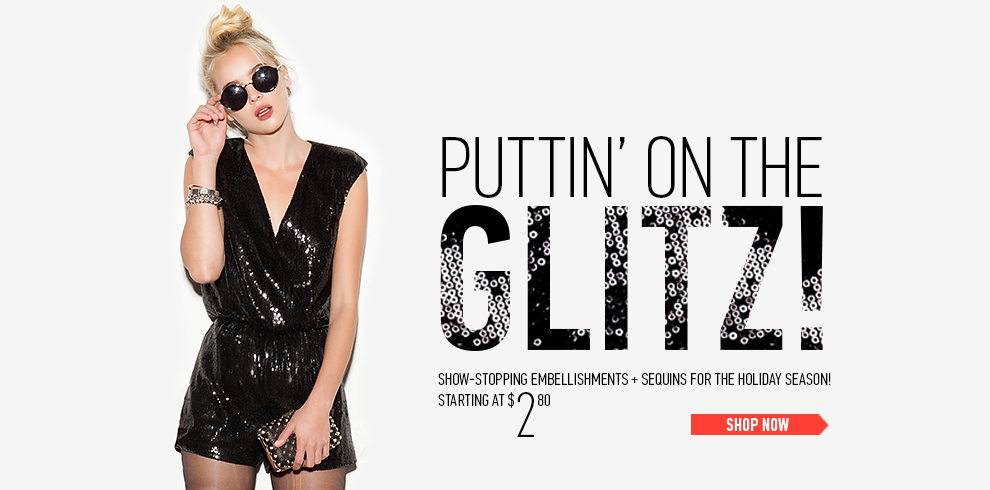 PUTTIN’ ON THE
GLITZ!
SHOW-STOPPING EMBELLISHMENTS + SEQUINS FOR THE HOLIDAY SEASON!
STARTING AT $2 80
SHOP NOW